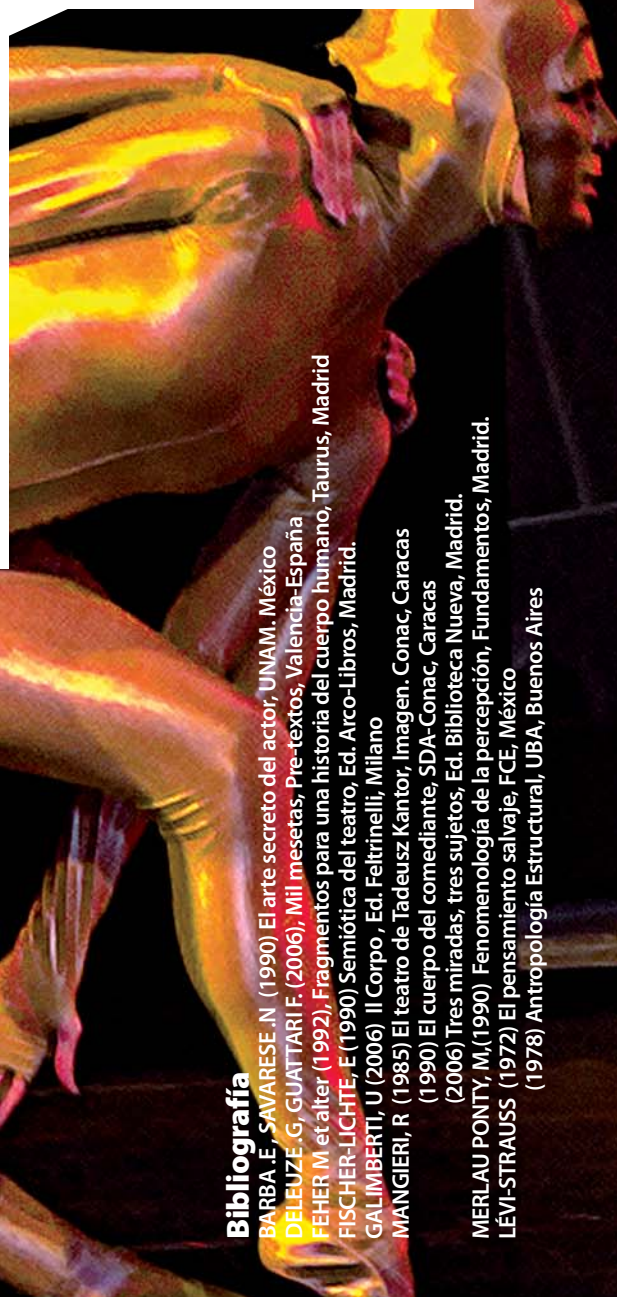 Bibliografía
BARBA .E , SAVARESE .N (1990) El arte secreto del actor, UNAM. México
DELEUZE .G, GUATTARI F. (2006), Mil mesetas, Pre-textos, Valencia-España
FEHER M et alter (1992), Fragmentos para una historia del cuerpo humano, Taurus, Madrid
FISCHER-LICHTE, E (1990) Semiótica del teatro, Ed. Arco-Libros, Madrid.
GALIMBERTI, U (2006) Il Corpo , Ed. Feltrinelli, Milano
MANGIERI, R (1985) El teatro de Tadeusz Kantor, Imagen. Conac, Caracas
(1990) El cuerpo del comediante, SDA-Conac, Caracas
(2006) Tres miradas, tres sujetos, Ed. Biblioteca Nueva, Madrid.
MERLAU PONTY, M,(1990) Fenomenología de la percepción, Fundamentos, Madrid.
LÉVI-STRAUSS (1972) El pensamiento salvaje, FCE, México
(1978) Antropología Estructural, UBA, Buenos Aires